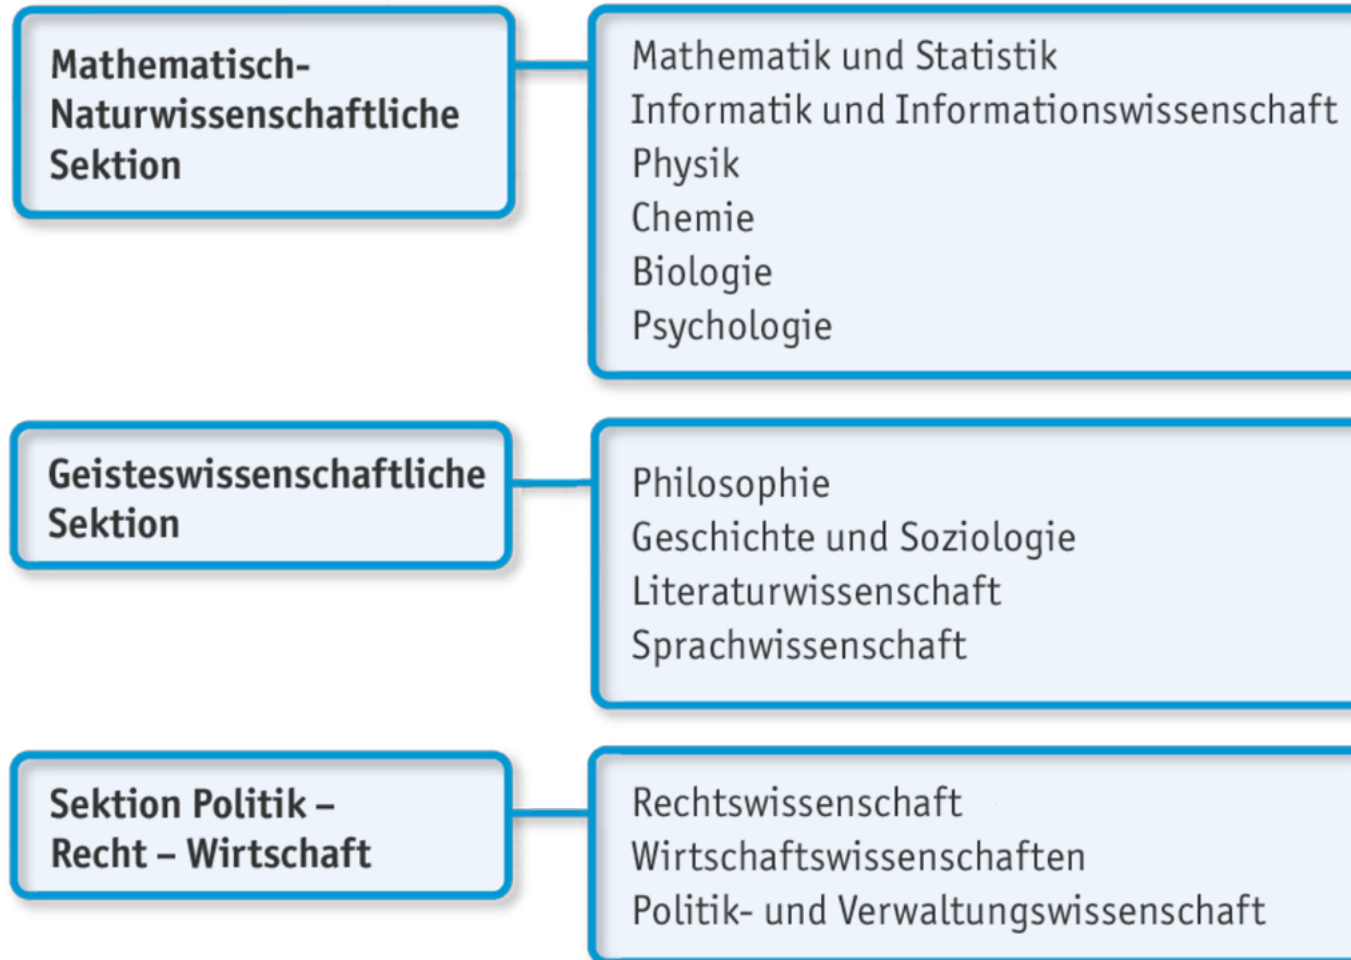 Mathematisch-
Naturwissenschaftliche
Sektion
Mathematik und Statistik
Informatik und Informationswissenschaft
Physik
Chemie
Biologie
Psychologie
Geisteswissenschaftliche
Sektion
Philosophie
Geschichte und Soziologie
Literaturwissenschaft
Sprachwissenschaft
Sektion Politik –
Recht – Wirtschaft
Rechtswissenschaft
Wirtschaftswissenschaften
Politik- und Verwaltungswissenschaft